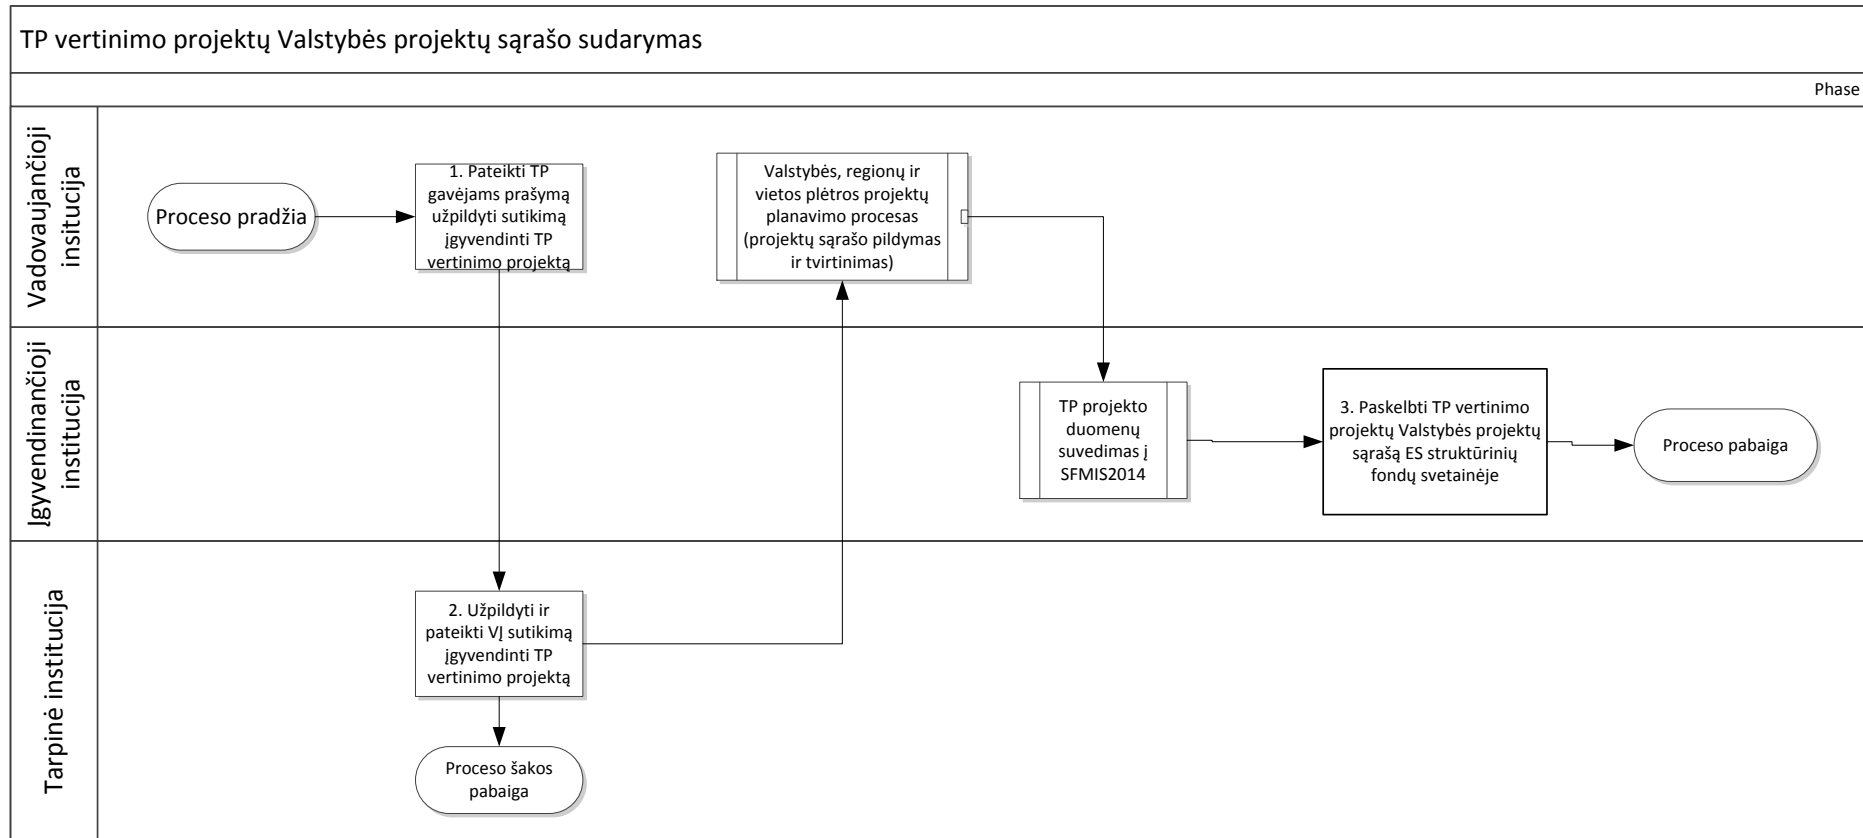 TP vertinimo projektų Valstybės projektų sąrašo sudarymas
Phase
Vadovaujančioji
insitucija
Proceso pradžia
1. Pateikti TP
gavėjams prašymą
užpildyti sutikimą
įgyvendinti TP
vertinimo projektą
Valstybės, regionų ir
vietos plėtros projektų
planavimo procesas
(projektų sąrašo pildymas
ir tvirtinimas)
Įgyvendinančioji
institucija
TP projekto
duomenų
suvedimas į
SFMIS2014
3. Paskelbti TP vertinimo
projektų Valstybės projektų
sąrašą ES struktūrinių
fondų svetainėje
Proceso pabaiga
Tarpinė institucija
2. Užpildyti ir
pateikti VĮ sutikimą
įgyvendinti TP
vertinimo projektą
Proceso šakos
pabaiga